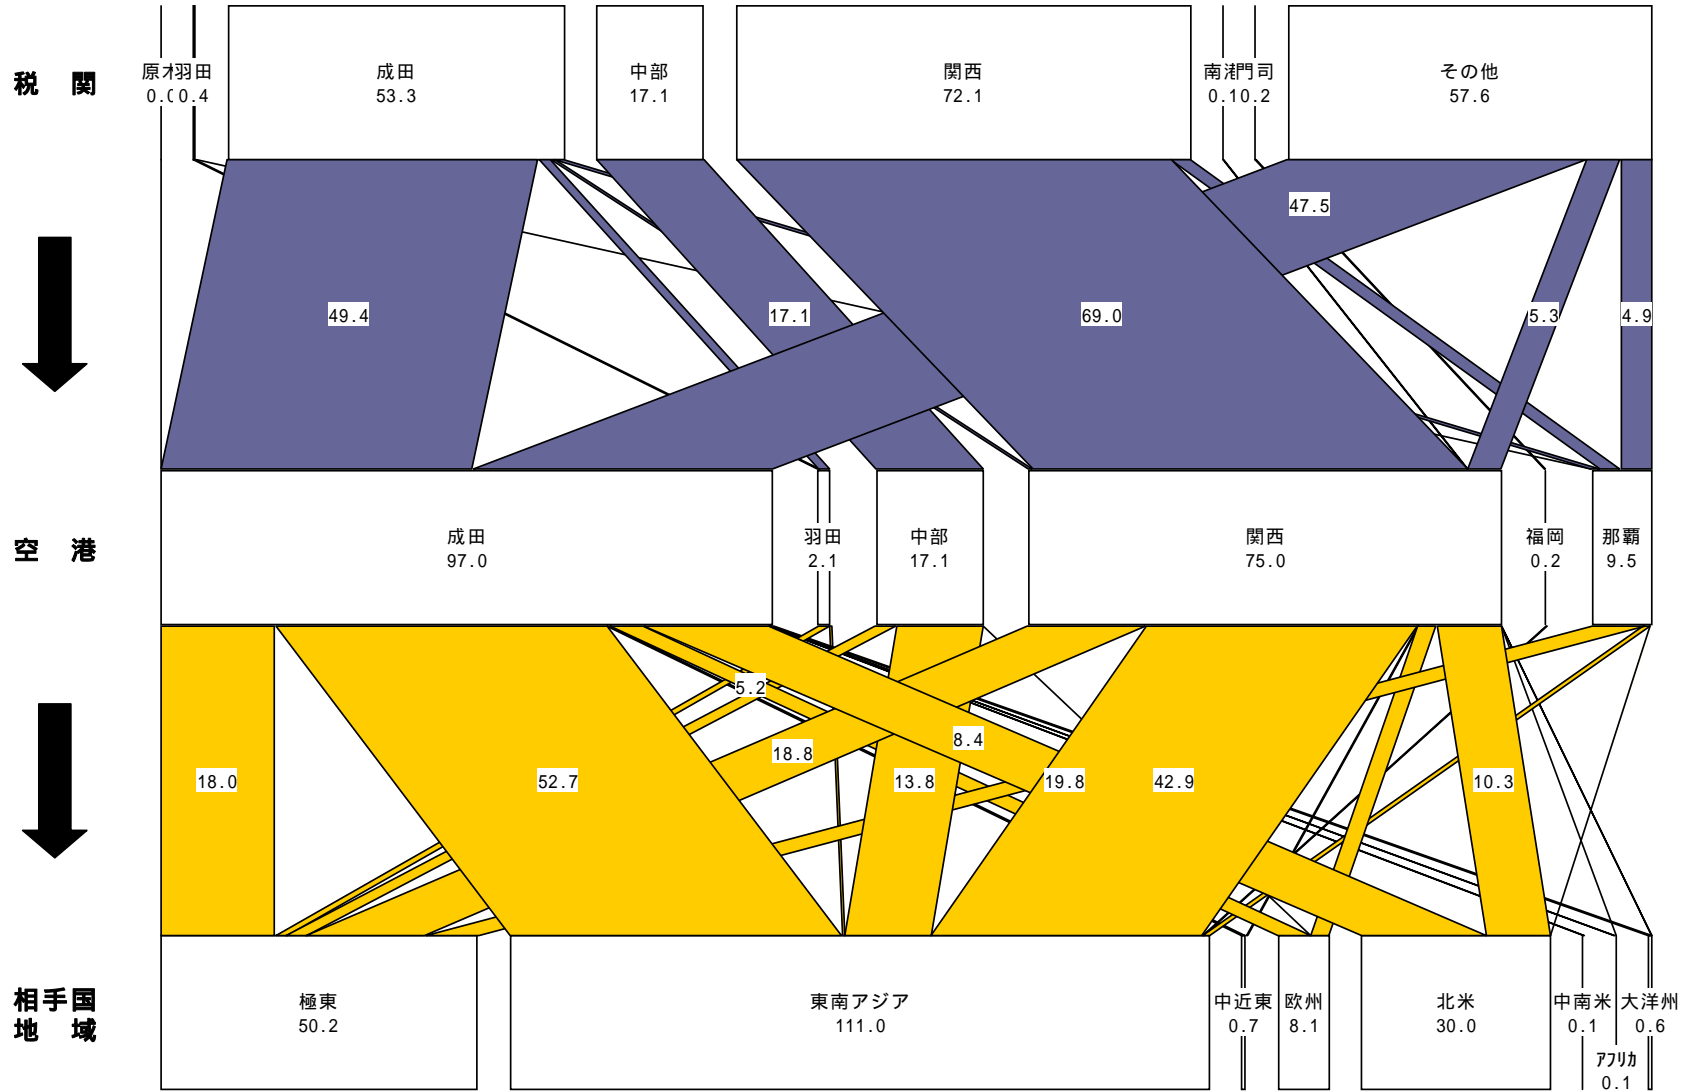 税 関
原木
0.0
羽田
0.4
成田
53.3
中部
17.1
関西
72.1
南港
0.1
門司
0.2
その他
57.6
47.5
49.4
17.1
69.0
5.3
4.9
空 港
成田
97.0
羽田
2.1
中部
17.1
関西
75.0
福岡
0.2
那覇
9.5
5.2
18.8
8.4
18.0
52.7
13.8
19.8
42.9
10.3
相手国
地 域
極東
50.2
東南アジア
111.0
中近東
0.7
欧州
8.1
北米
30.0
中南米
0.1
アフリカ
0.1
大洋州
0.6